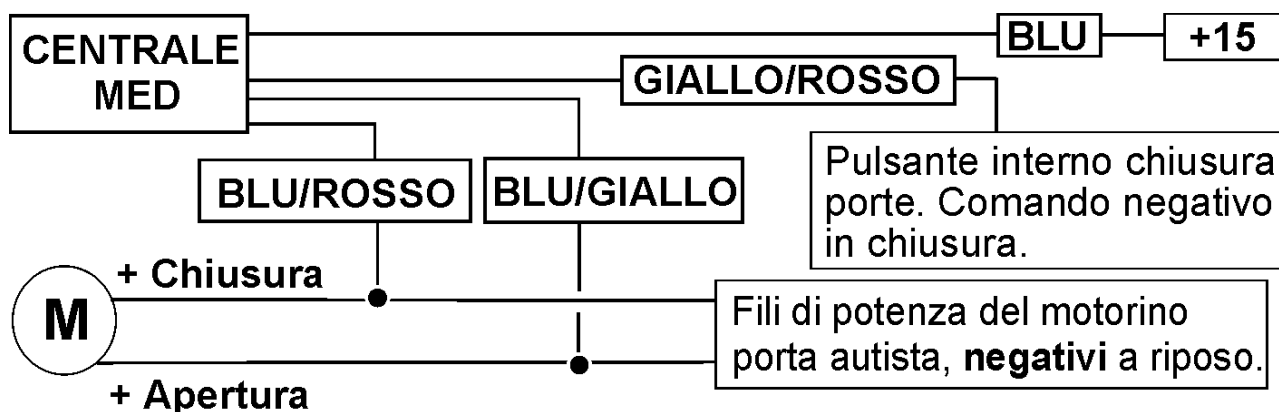 CENTRALE
MED
BLU
+15
GIALLO/ROSSO
BLU/ROSSO
BLU/GIALLO
Pulsante interno chiusura
porte. Comando negativo
in chiusura.
+ Chiusura
M
+ Apertura
Fili di potenza del motorino
porta autista, negativi a riposo.